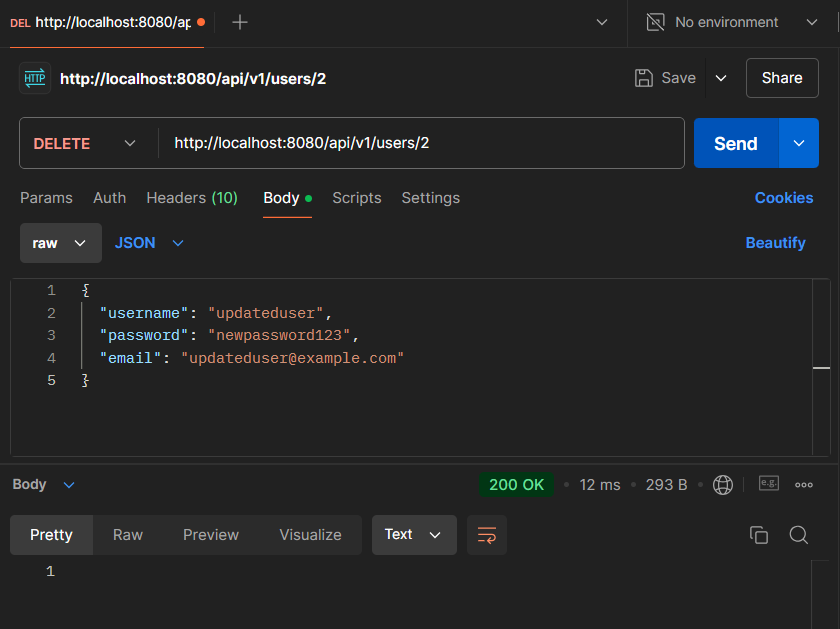 DEL http://localhost:8080/ap
No environment
HTTP http://localhost:8080/api/v1/users/2
Save
Share
DELETE http://localhost:8080/api/v1/users/2
Send
Params Auth Headers (10) Body Scripts Settings Cookies
raw JSON Beautify
1 {
2 "username": "updateduser",
3 "password": "newpassword123",
4 "email": "updateduser@example.com"
5 }
Body 200 OK 12 ms 293 B e.g.
Pretty Raw Preview Visualize Text
1